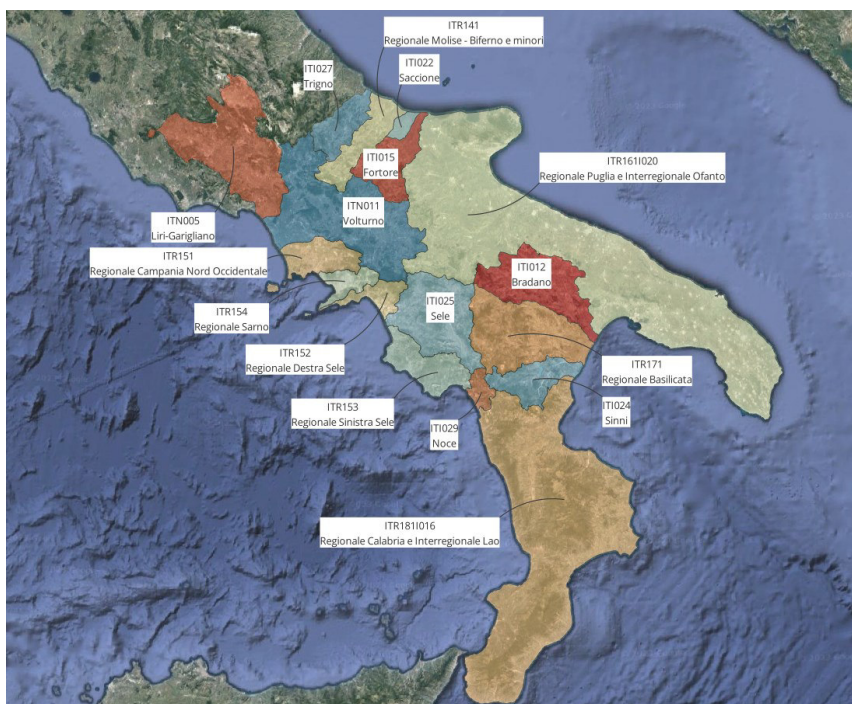 ITR141
Regionale Molise - Biferno e minori
ITI022
Saccione
ITI027
Trigno
ITI015
Fortore
ITR161I020
Regionale Puglia e Interregionale Ofanto
ITN011
Volturno
ITN005
Liri-Garigliano
ITR151
Regionale Campania Nord Occidentale
ITI012
Bradano
ITI025
Sele
ITR154
Regionale Sarno
ITR152
Regionale Destra Sele
ITR171
Regionale Basilicata
ITR153
Regionale Sinistra Sele
ITI024
Sinni
ITI029
Noce
ITR181I016
Regionale Calabria e Interregionale Lao